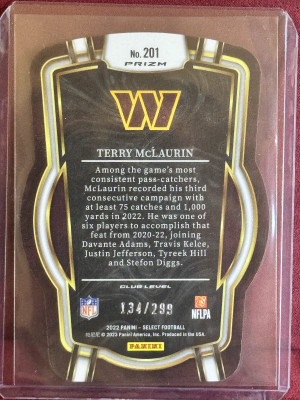 No. 201
PRIZM
W
TERRY McLAURIN
Among the game's most
consistent pass-catchers,
McLaurin recorded his third
consecutive campaign with
at least 75 catches and 1,000
yards in 2022. He was one of
six players to accomplish that
feat from 2020-22, joining
Davante Adams, Travis Kelce,
Justin Jefferson, Tyreek Hill
and Stefon Diggs.
CLUB LEVEL
134/299
NFL
NFLPA
2022 PANINI - SELECT FOOTBALL
© 2023 Panini America, Inc. Produced in the USA.
PANINI